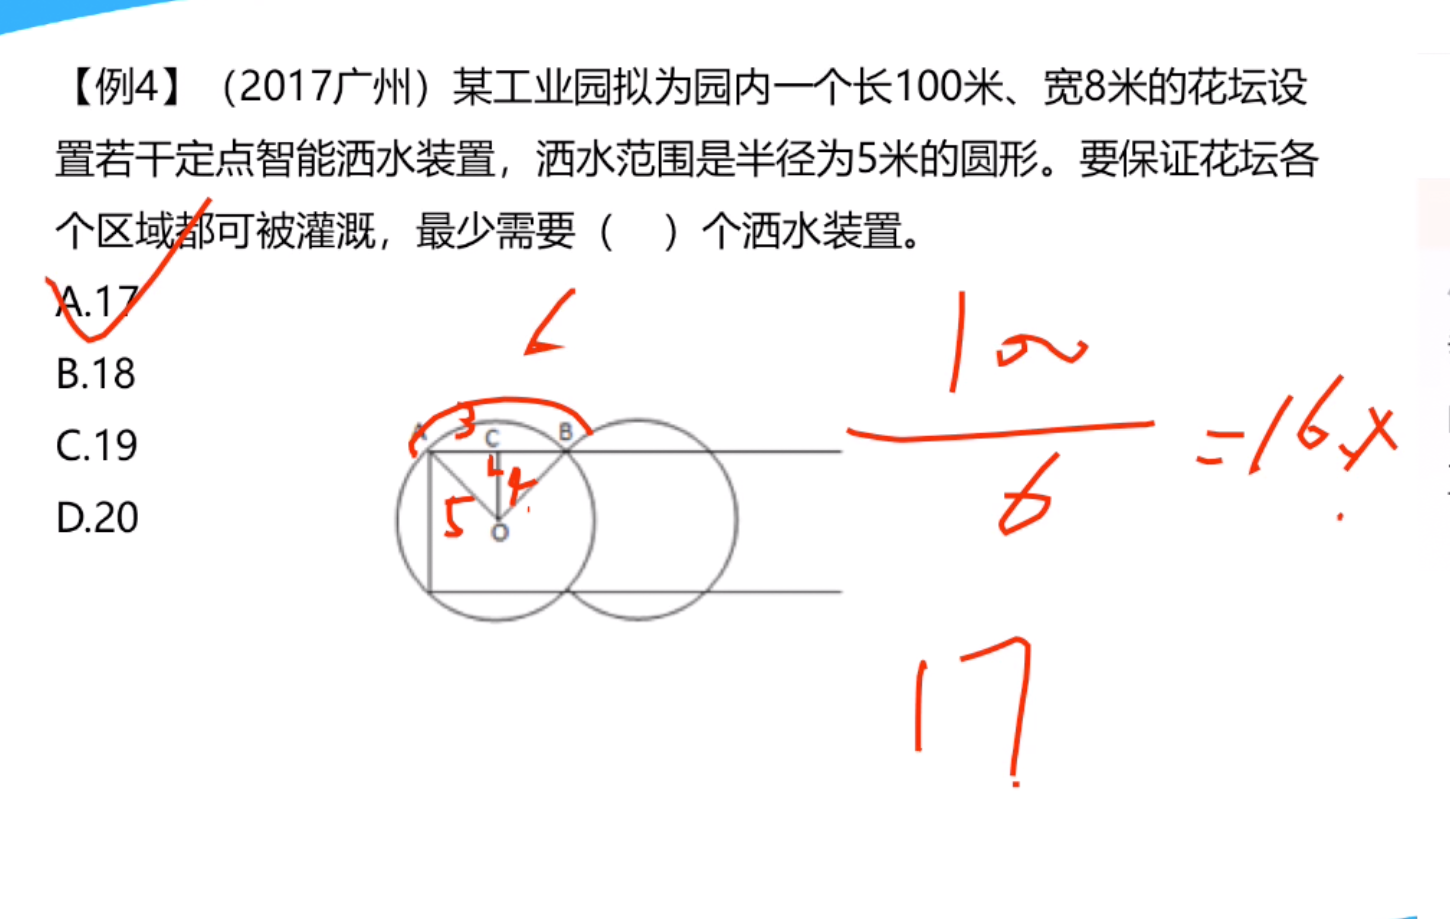 【例4】（2017广州）某工业园拟为园内一个长100米、宽8米的花坛设
置若干定点智能洒水装置，洒水范围是半径为5米的圆形。要保证花坛各
个区域都可被灌溉，最少需要（　）个洒水装置。
A.17
B.18
C.19
D.20
6
100
6
=16.x
A 3 C B
5 4
O
17